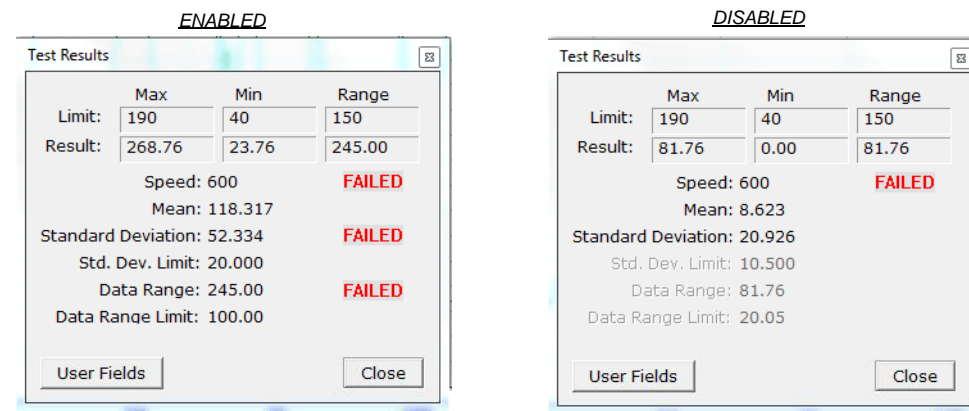 ENABLED
Test Results
Max Min Range
Limit: 190 40 150
Result: 268.76 23.76 245.00
Speed: 600 FAILED
Mean: 118.317
Standard Deviation: 52.334 FAILED
Std. Dev. Limit: 20.000
Data Range: 245.00 FAILED
Data Range Limit: 100.00
User Fields Close
DISABLED
Test Results
Max Min Range
Limit: 190 40 150
Result: 81.76 0.00 81.76
Speed: 600 FAILED
Mean: 8.623
Standard Deviation: 20.926
Std. Dev. Limit: 10.500
Data Range: 81.76
Data Range Limit: 20.05
User Fields Close